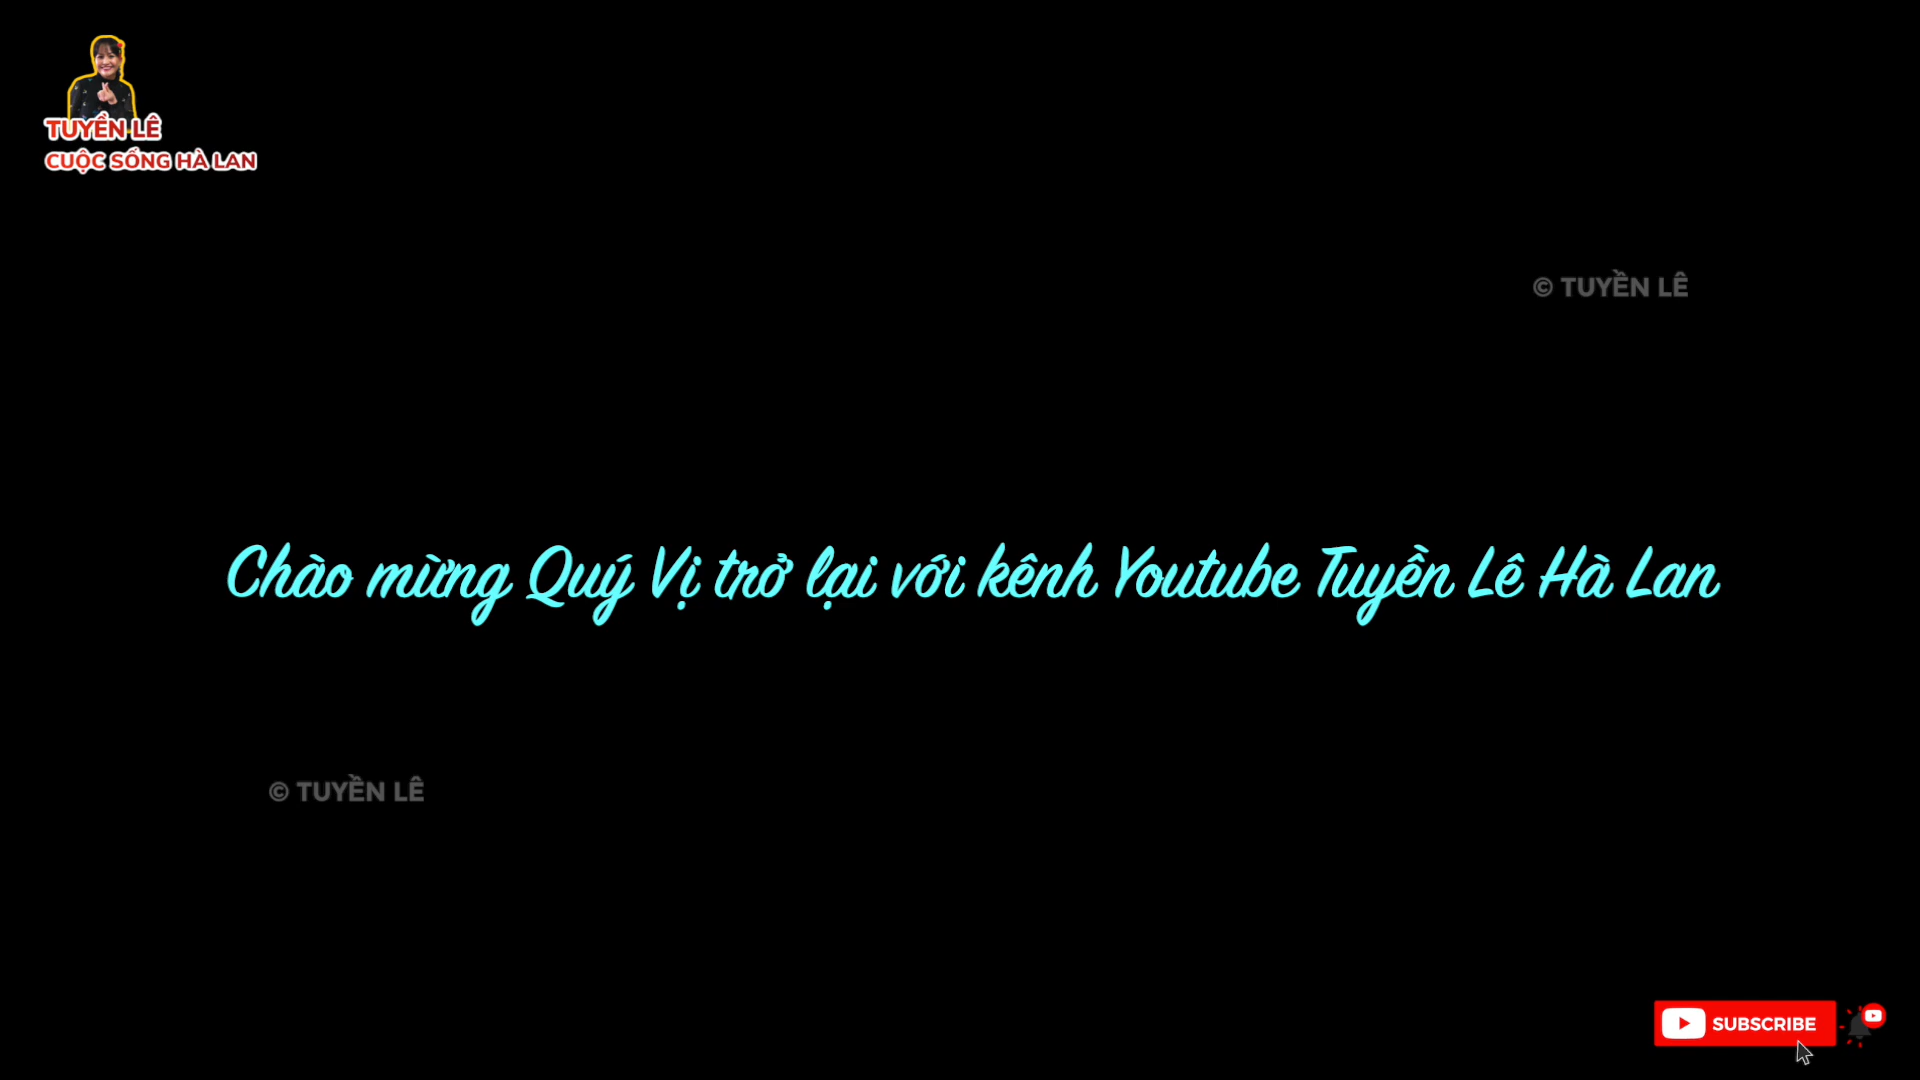 TUYỀN LÊ
CUỘC SỐNG HÀ LAN
© TUYỀN LÊ
Chào mừng Quý Vị trở lại với kênh Youtube Tuyền Lê Hà Lan
© TUYỀN LÊ
SUBSCRIBE